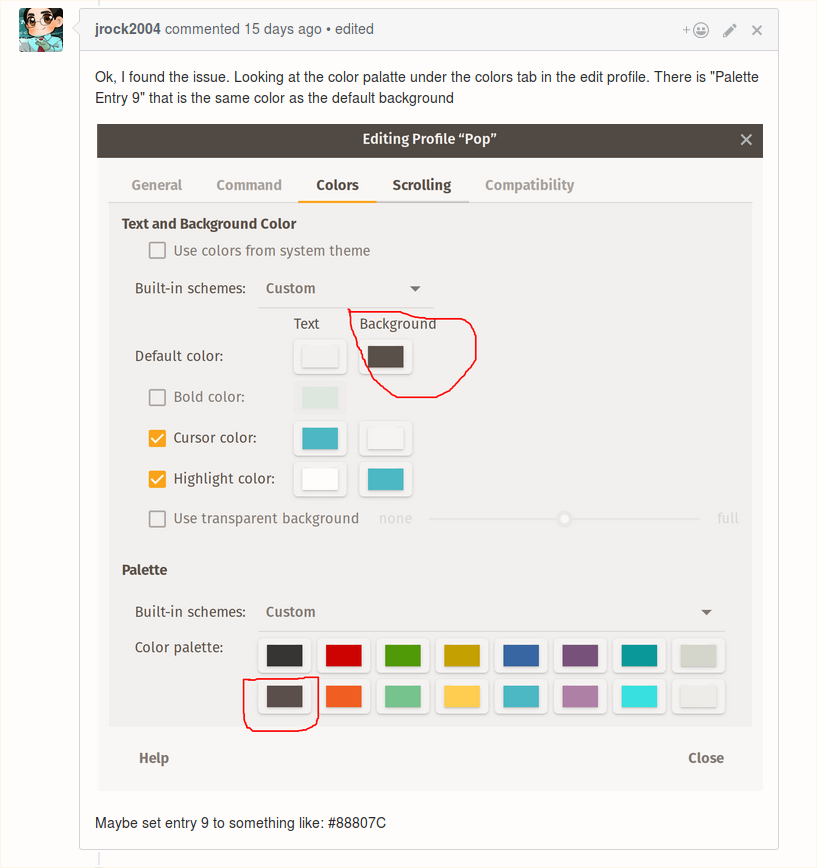 jrock2004 commented 15 days ago • edited
Ok, I found the issue. Looking at the color palatte under the colors tab in the edit profile. There is "Palette
Entry 9" that is the same color as the default background
Editing Profile “Pop”
General Command Colors Scrolling Compatibility
Text and Background Color
Use colors from system theme
Built-in schemes: Custom
Text Background
Default color:
Bold color:
Cursor color:
Highlight color:
Use transparent background none full
Palette
Built-in schemes: Custom
Color palette:
Help Close
Maybe set entry 9 to something like: #88807C